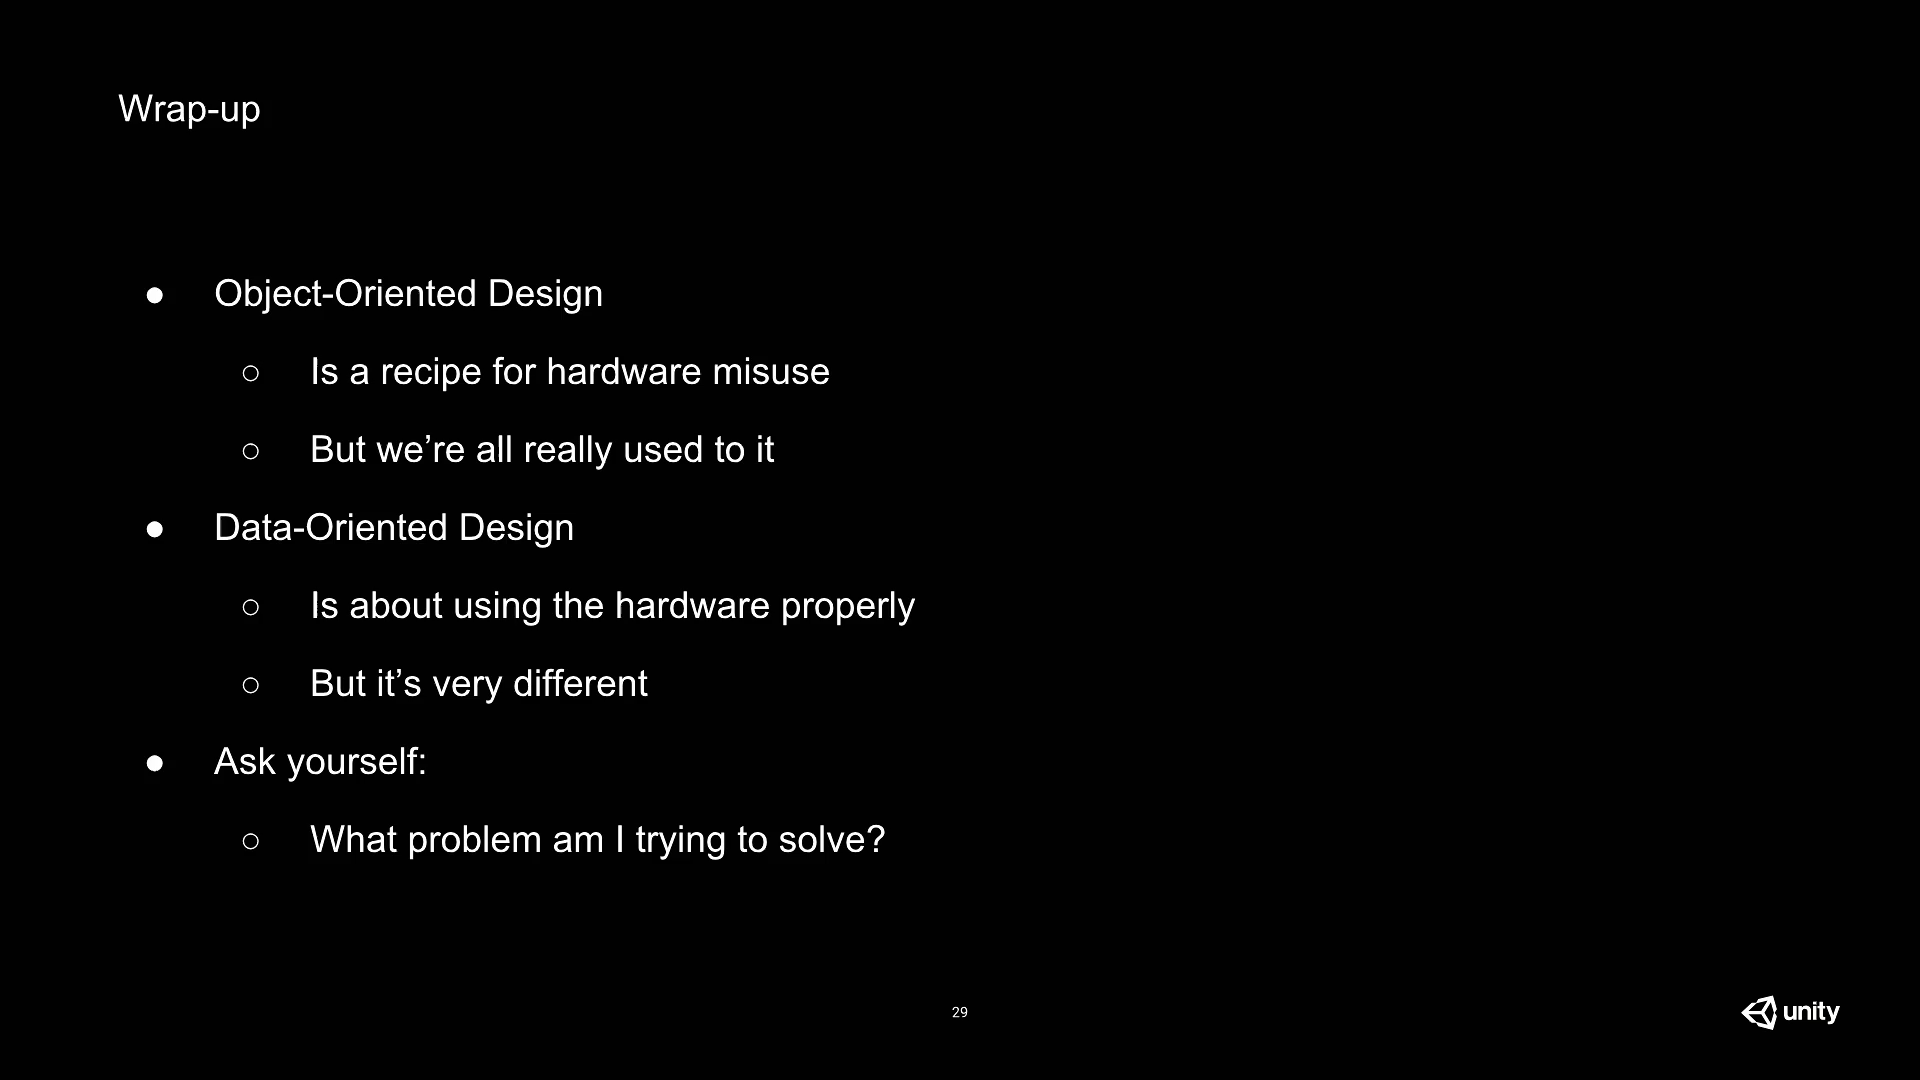 Wrap-up
● Object-Oriented Design
○ Is a recipe for hardware misuse
○ But we’re all really used to it
● Data-Oriented Design
○ Is about using the hardware properly
○ But it’s very different
● Ask yourself:
○ What problem am I trying to solve?
29
unity